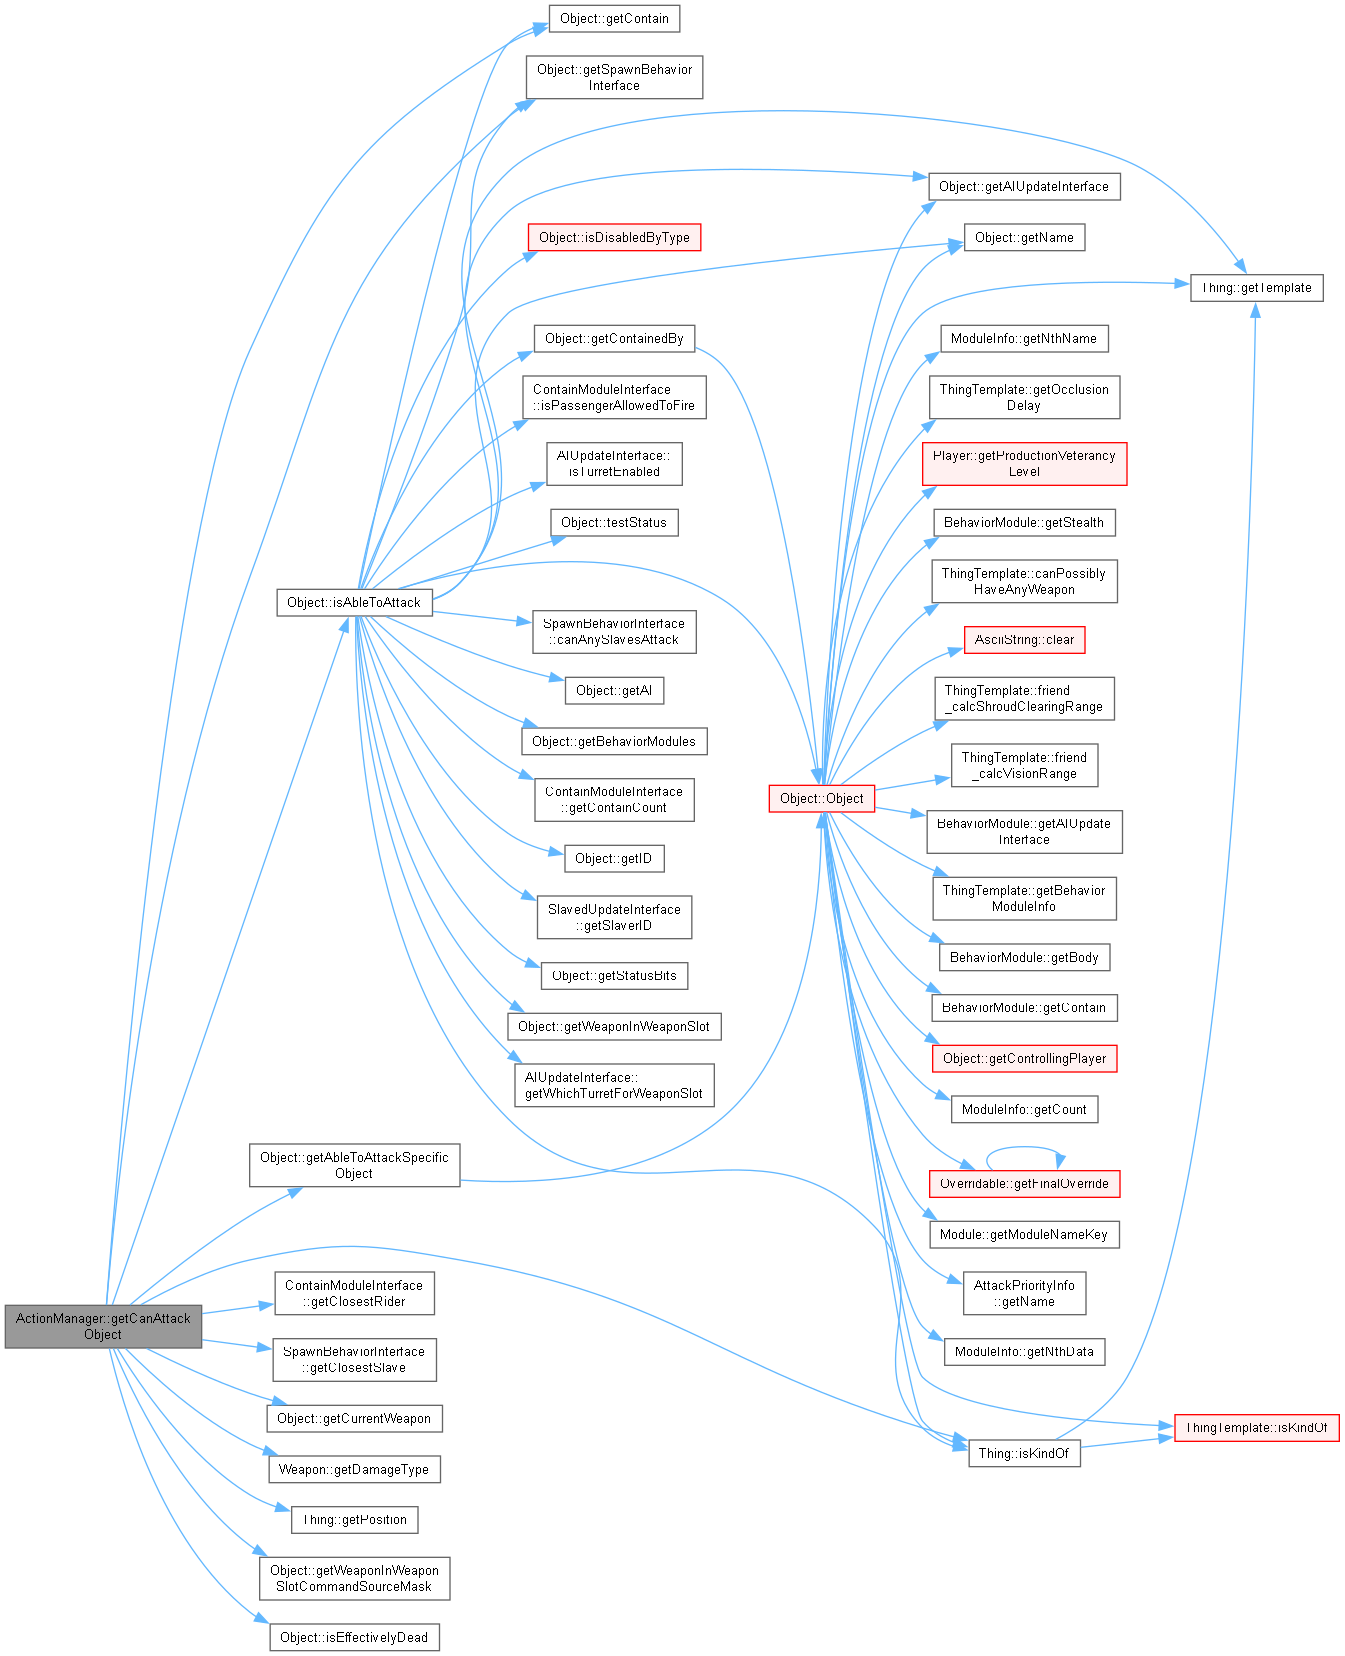 Object::getContain
Object::getSpawnBehavior
Interface
Object::getAIUpdateInterface
Object::isDisabledByType
Object::getName
Thing::getTemplate
Object::getContainedBy
ModuleInfo::getNthName
ContainModuleInterface
::isPassengerAllowedToFire
ThingTemplate::getOcclusion
Delay
AIUpdateInterface::
isTurretEnabled
Player::getProductionVeterancy
Level
Object::testStatus
BehaviorModule::getStealth
ThingTemplate::canPossibly
HaveAnyWeapon
Object::isAbleToAttack
SpawnBehaviorInterface
::canAnySlavesAttack
AsciiString::clear
Object::getAI
ThingTemplate::friend
_calcShroudClearingRange
Object::getBehaviorModules
ThingTemplate::friend
_calcVisionRange
ContainModuleInterface
::getContainCount
Object::Object
BehaviorModule::getAIUpdate
Interface
Object::getID
ThingTemplate::getBehavior
ModuleInfo
SlavedUpdateInterface
::getSlaverID
BehaviorModule::getBody
Object::getStatusBits
BehaviorModule::getContain
Object::getWeaponInWeaponSlot
Object::getControllingPlayer
AIUpdateInterface::
getWhichTurretForWeaponSlot
ModuleInfo::getCount
Object::getAbleToAttackSpecific
Object
Overridable::getFinalOverride
Module::getModuleNameKey
ContainModuleInterface
::getClosestRider
AttackPriorityInfo
::getName
ActionManager::getCanAttack
Object
SpawnBehaviorInterface
::getClosestSlave
ModuleInfo::getNthData
Object::getCurrentWeapon
ThingTemplate::isKindOf
Thing::isKindOf
Weapon::getDamageType
Thing::getPosition
Object::getWeaponInWeapon
SlotCommandSourceMask
Object::isEffectivelyDead